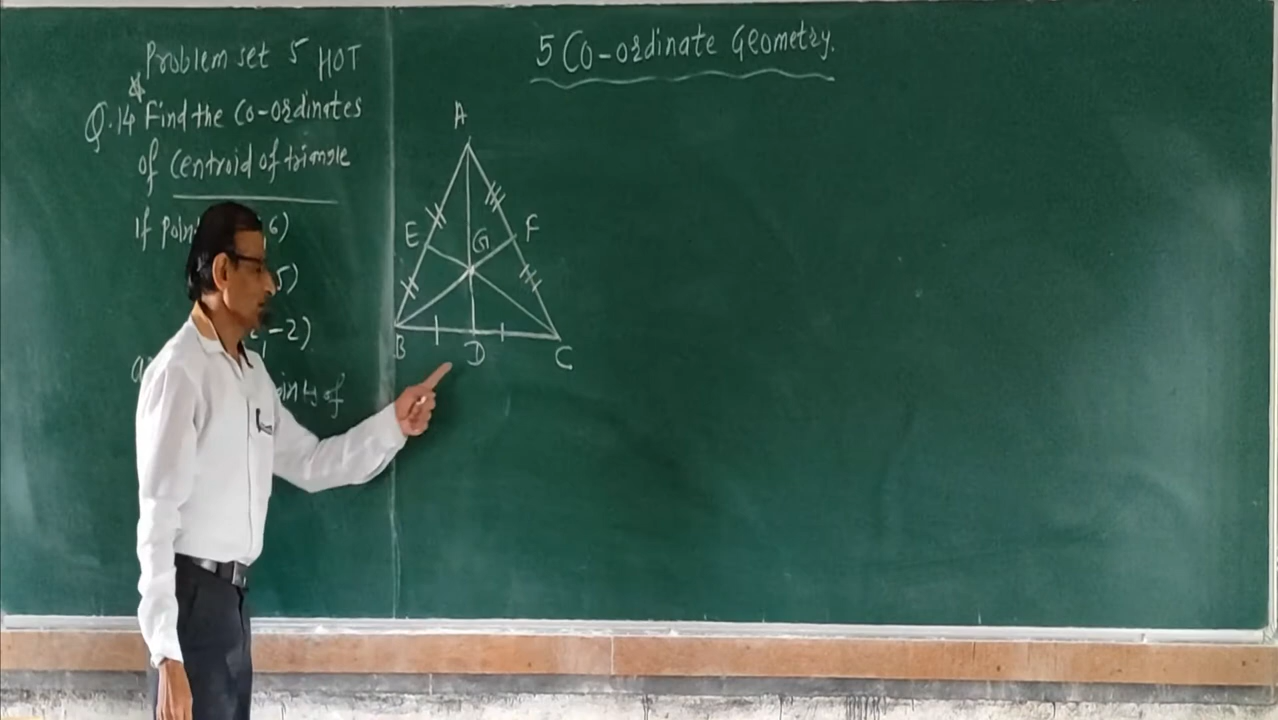 Problem set 5 HOT
5 Co-ordinate Geometry.
Q.14 Find the Co-ordinates
of Centroid of triangle
If 6)
5)
-2)
of
A
E
G
F
B
D
C